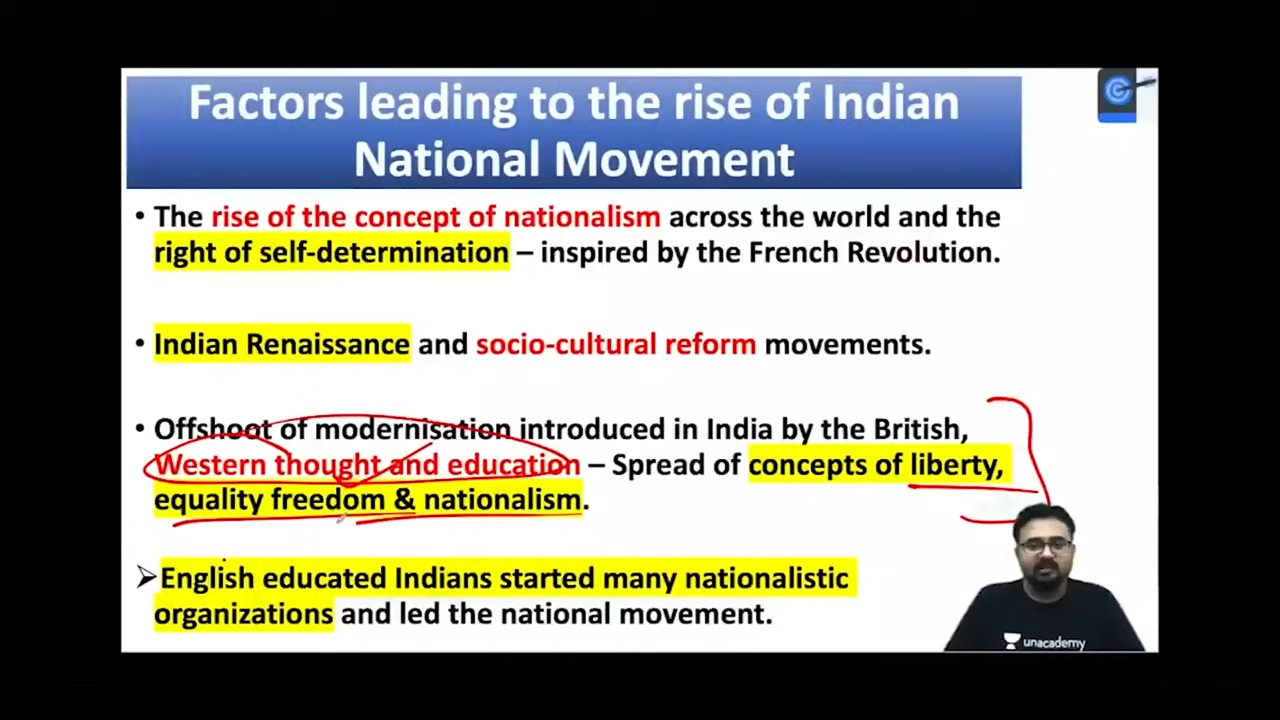 Factors leading to the rise of Indian
National Movement
• The rise of the concept of nationalism across the world and the
right of self-determination – inspired by the French Revolution.
• Indian Renaissance and socio-cultural reform movements.
• Offshoot of modernisation introduced in India by the British,
Western thought and education – Spread of concepts of liberty,
equality freedom & nationalism.
➢English educated Indians started many nationalistic
organizations and led the national movement.
unacademy